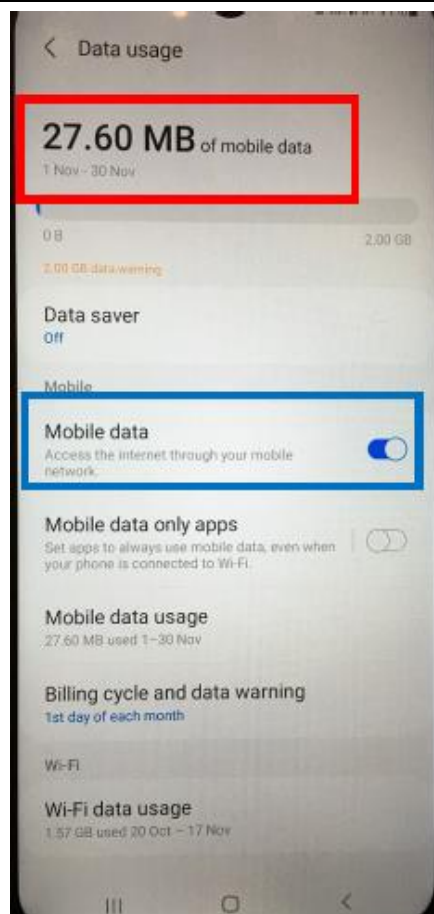 Data usage
27.60 MB of mobile data
1 Nov - 30 Nov
0 B 2.00 GB
2.00 GB data warning
Data saver
Off
Mobile
Mobile data
Access the internet through your mobile
network.
Mobile data only apps
Set apps to always use mobile data, even when
your phone is connected to Wi-Fi.
Mobile data usage
27.60 MB used 1–30 Nov
Billing cycle and data warning
1st day of each month
Wi-Fi
Wi-Fi data usage
1.57 GB used 20 Oct – 17 Nov